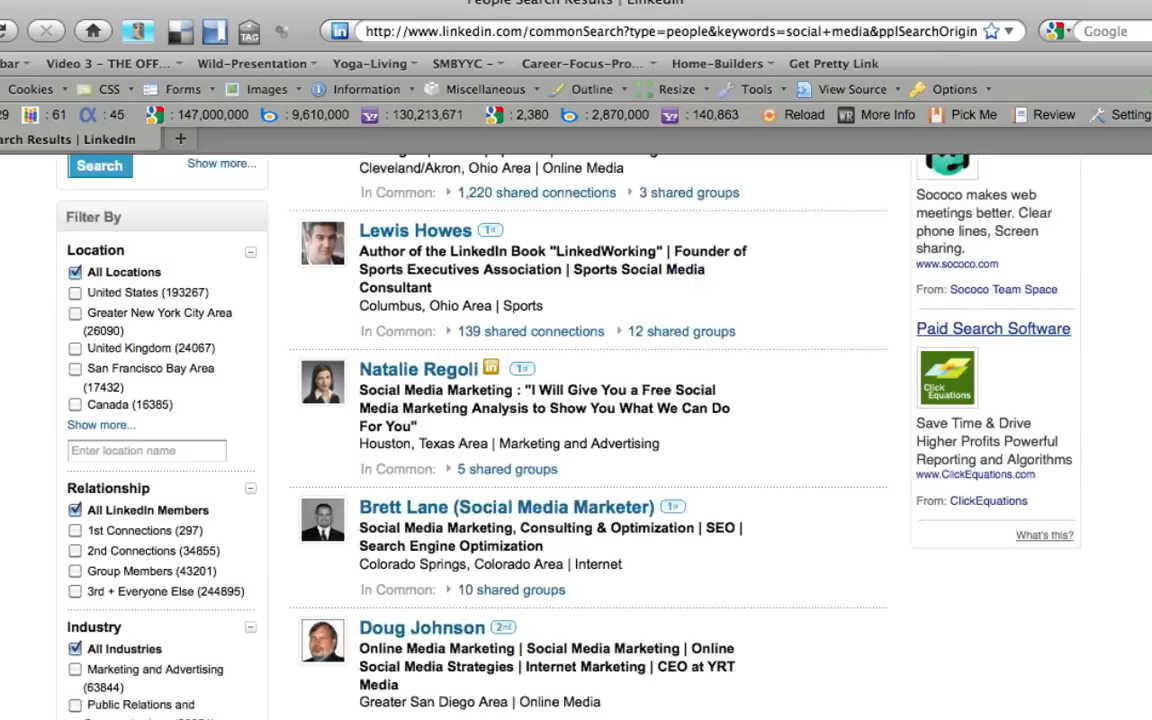 People Search Results | LinkedIn
TAG
http://www.linkedin.com/commonSearch?type=people&keywords=social+media&pplSearchOrigin
Google
Video 3 - THE OFF...
Wild-Presentation
Yoga-Living
SMBYYC -
Career-Focus-Pro...
Home-Builders
Get Pretty Link
Cookies
CSS
Forms
Images
Information
Miscellaneous
Outline
Resize
Tools
View Source
Options
: 61
: 45
: 147,000,000
: 9,610,000
: 130,213,671
: 2,380
: 2,870,000
: 140,863
Reload
More Info
Pick Me
Review
Search
Show more...
Filter By
Location
All Locations
United States (193267)
Greater New York City Area
(26090)
United Kingdom (24067)
San Francisco Bay Area
(17432)
Canada (16385)
Show more...
Enter location name
Relationship
All LinkedIn Members
1st Connections (297)
2nd Connections (34855)
Group Members (43201)
3rd + Everyone Else (244895)
Industry
All Industries
Marketing and Advertising
(63844)
Public Relations and
Cleveland/Akron, Ohio Area | Online Media
In Common: 1,220 shared connections 3 shared groups
Lewis Howes 1st
Author of the LinkedIn Book "LinkedWorking" | Founder of
Sports Executives Association | Sports Social Media
Consultant
Columbus, Ohio Area | Sports
In Common: 139 shared connections 12 shared groups
Natalie Regoli in 1st
Social Media Marketing : "I Will Give You a Free Social
Media Marketing Analysis to Show You What We Can Do
For You"
Houston, Texas Area | Marketing and Advertising
In Common: 5 shared groups
Brett Lane (Social Media Marketer) 1st
Social Media Marketing, Consulting & Optimization | SEO |
Search Engine Optimization
Colorado Springs, Colorado Area | Internet
In Common: 10 shared groups
Doug Johnson 2nd
Online Media Marketing | Social Media Marketing | Online
Social Media Strategies | Internet Marketing | CEO at YRT
Media
Greater San Diego Area | Online Media
Sococo makes web
meetings better. Clear
phone lines, Screen
sharing.
www.sococo.com
From: Sococo Team Space
Paid Search Software
Click
Equations
Save Time & Drive
Higher Profits Powerful
Reporting and Algorithms
www.ClickEquations.com
From: ClickEquations
What's this?